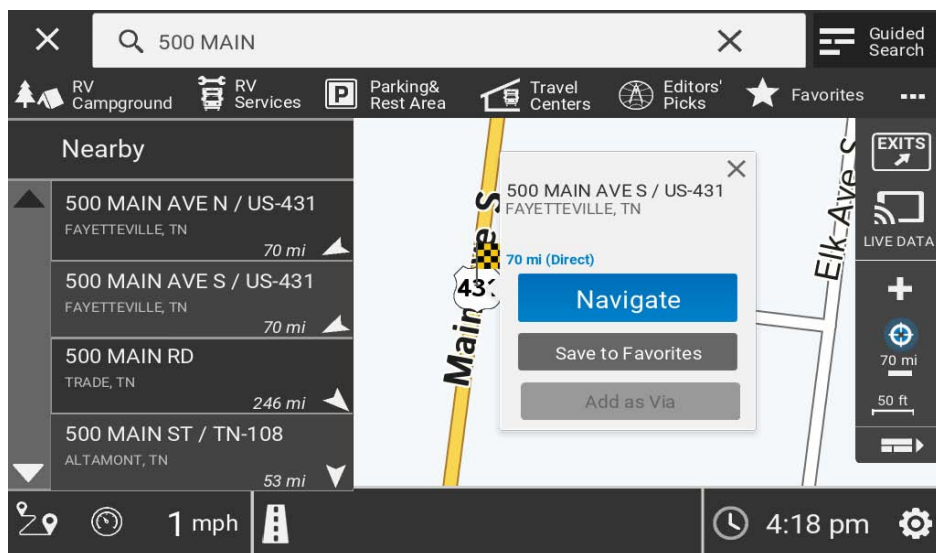 500 MAIN
Guided
Search
RV
Campground
RV
Services
P
Parking&
Rest Area
Travel
Centers
Editors'
Picks
Favorites
Nearby
500 MAIN AVE N / US-431
FAYETTEVILLE, TN
70 mi
500 MAIN AVE S / US-431
FAYETTEVILLE, TN
70 mi
500 MAIN RD
TRADE, TN
246 mi
500 MAIN ST / TN-108
ALTAMONT, TN
53 mi
Main Ave S
500 MAIN AVE S / US-431
FAYETTEVILLE, TN
70 mi (Direct)
Navigate
Save to Favorites
Add as Via
Elk Ave S
EXITS
LIVE DATA
70 mi
50 ft
1 mph
4:18 pm